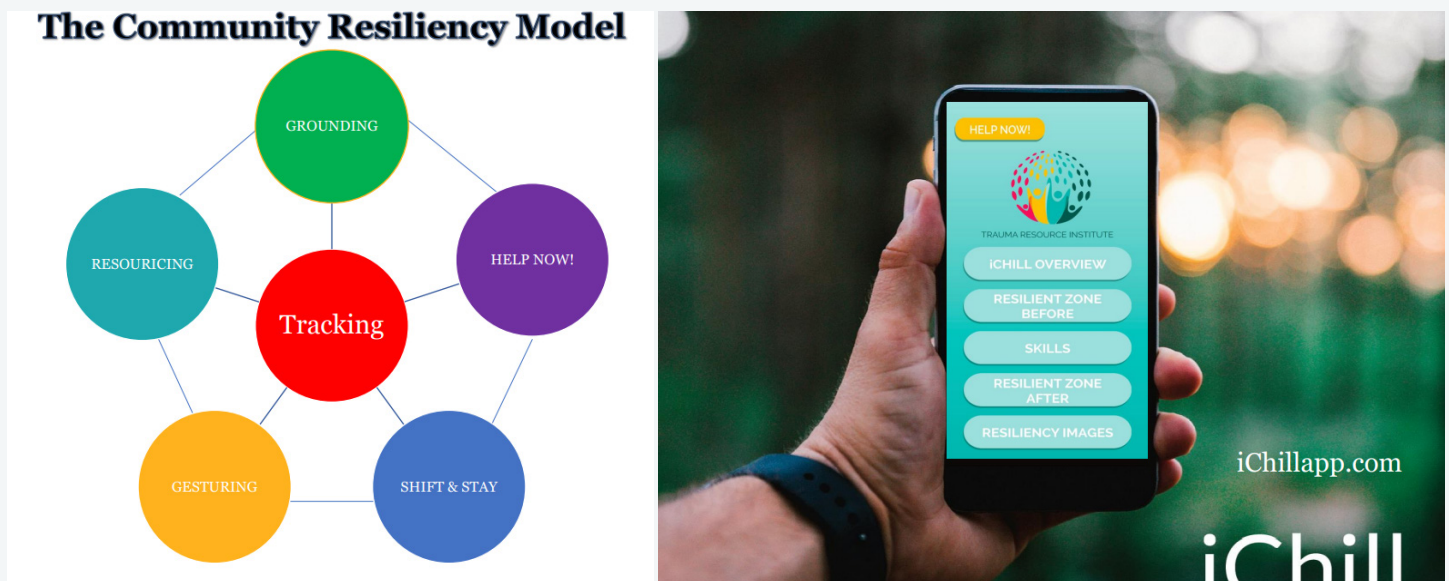 The Community Resiliency Model
GROUNDING
RESOURICING
HELP NOW!
Tracking
GESTURING
SHIFT & STAY
HELP NOW!
TRAUMA RESOURCE INSTITUTE
iCHILL OVERVIEW
RESILIENT ZONE
BEFORE
SKILLS
RESILIENT ZONE
AFTER
RESILIENCY IMAGES
iChillapp.com
iChill